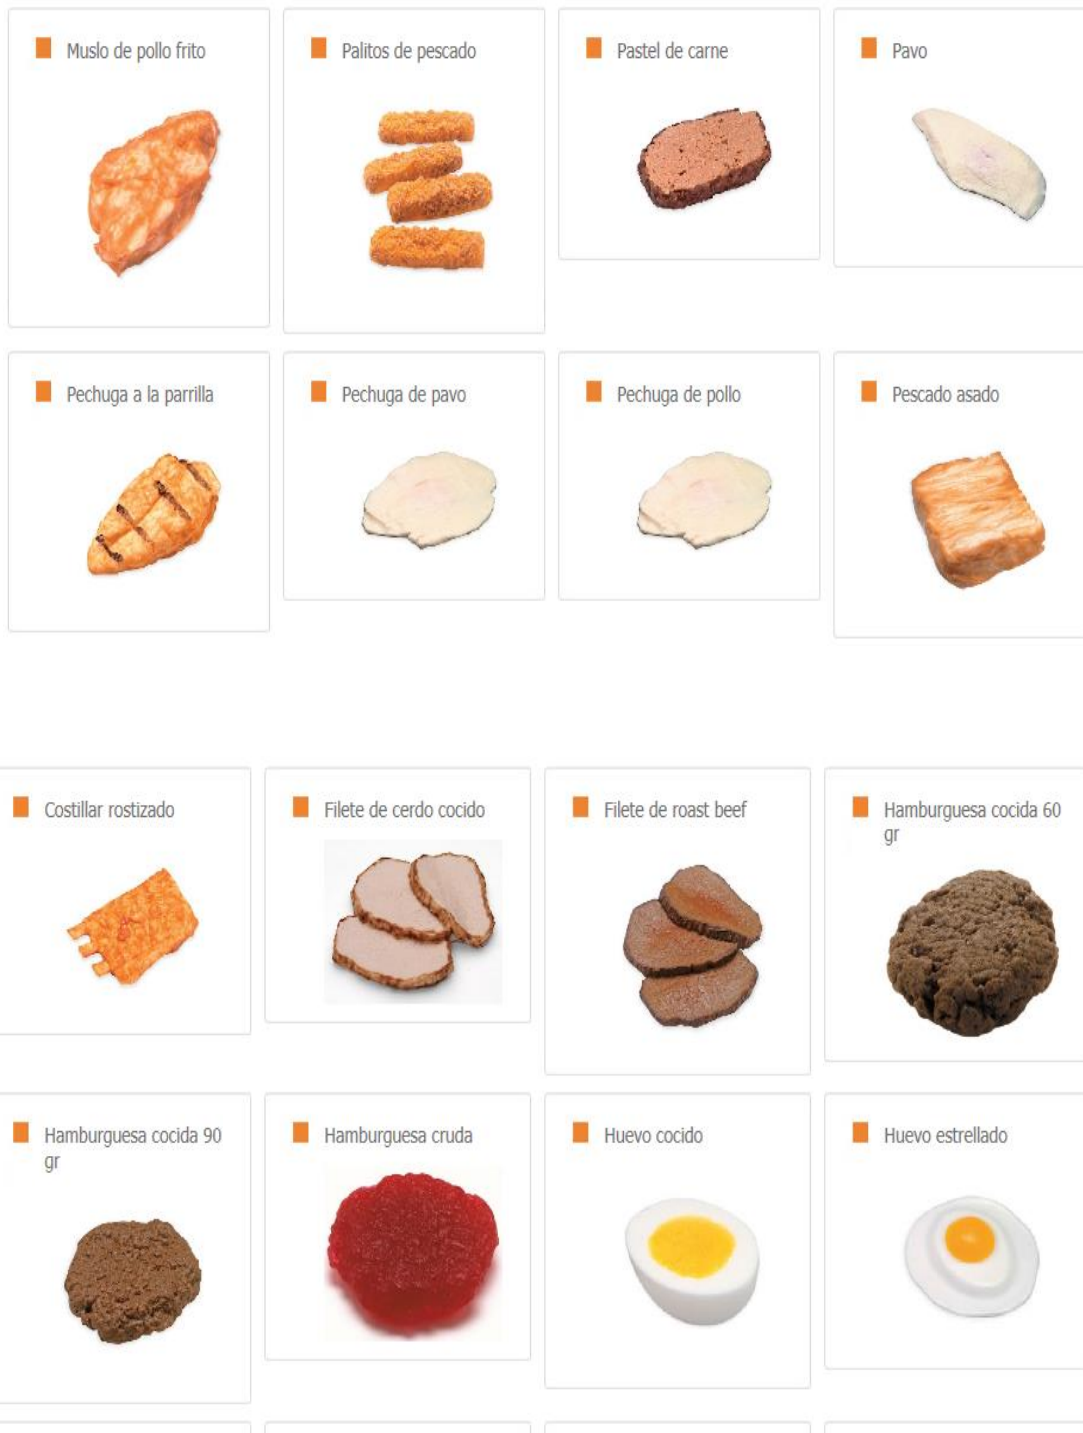 Muslo de pollo frito
Palitos de pescado
Pastel de carne
Pavo
Pechuga a la parrilla
Pechuga de pavo
Pechuga de pollo
Pescado asado
Costillar rostizado
Filete de cerdo cocido
Filete de roast beef
Hamburguesa cocida 60
gr
Hamburguesa cocida 90
gr
Hamburguesa cruda
Huevo cocido
Huevo estrellado